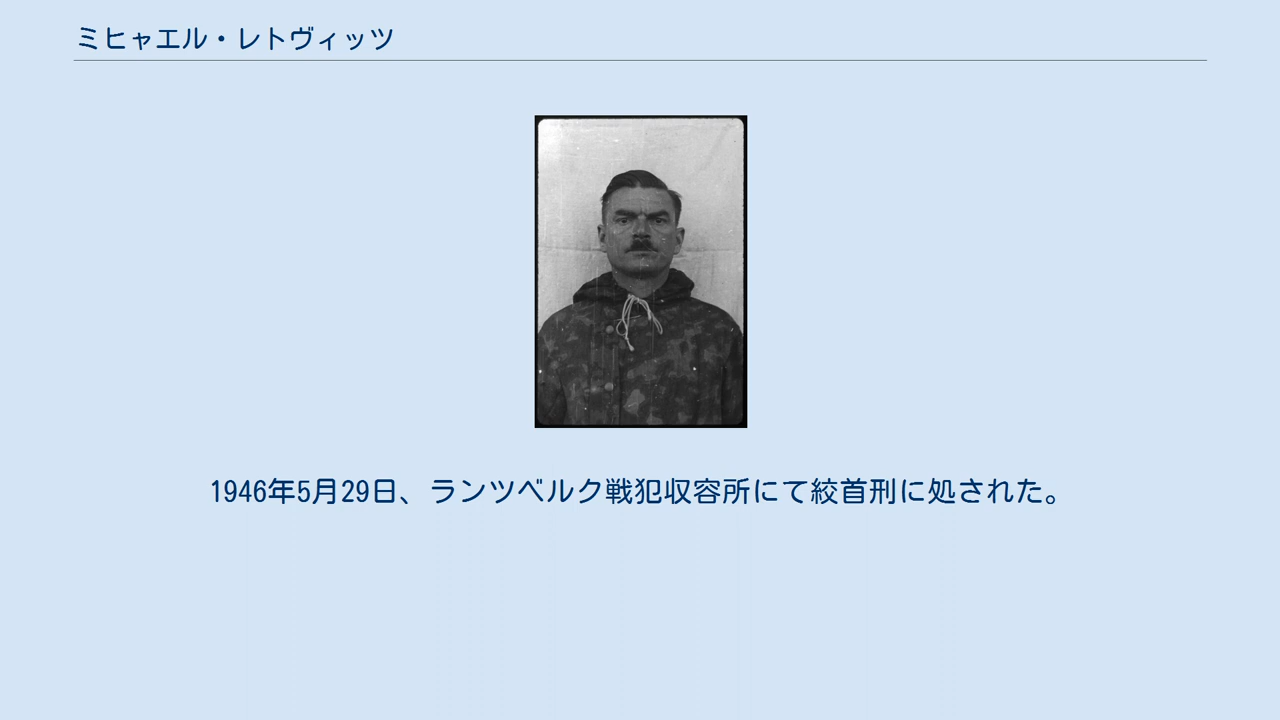 ミヒャエル・レトヴィッツ
1946年5月29日、ランツベルク戦犯収容所にて絞首刑に処された。